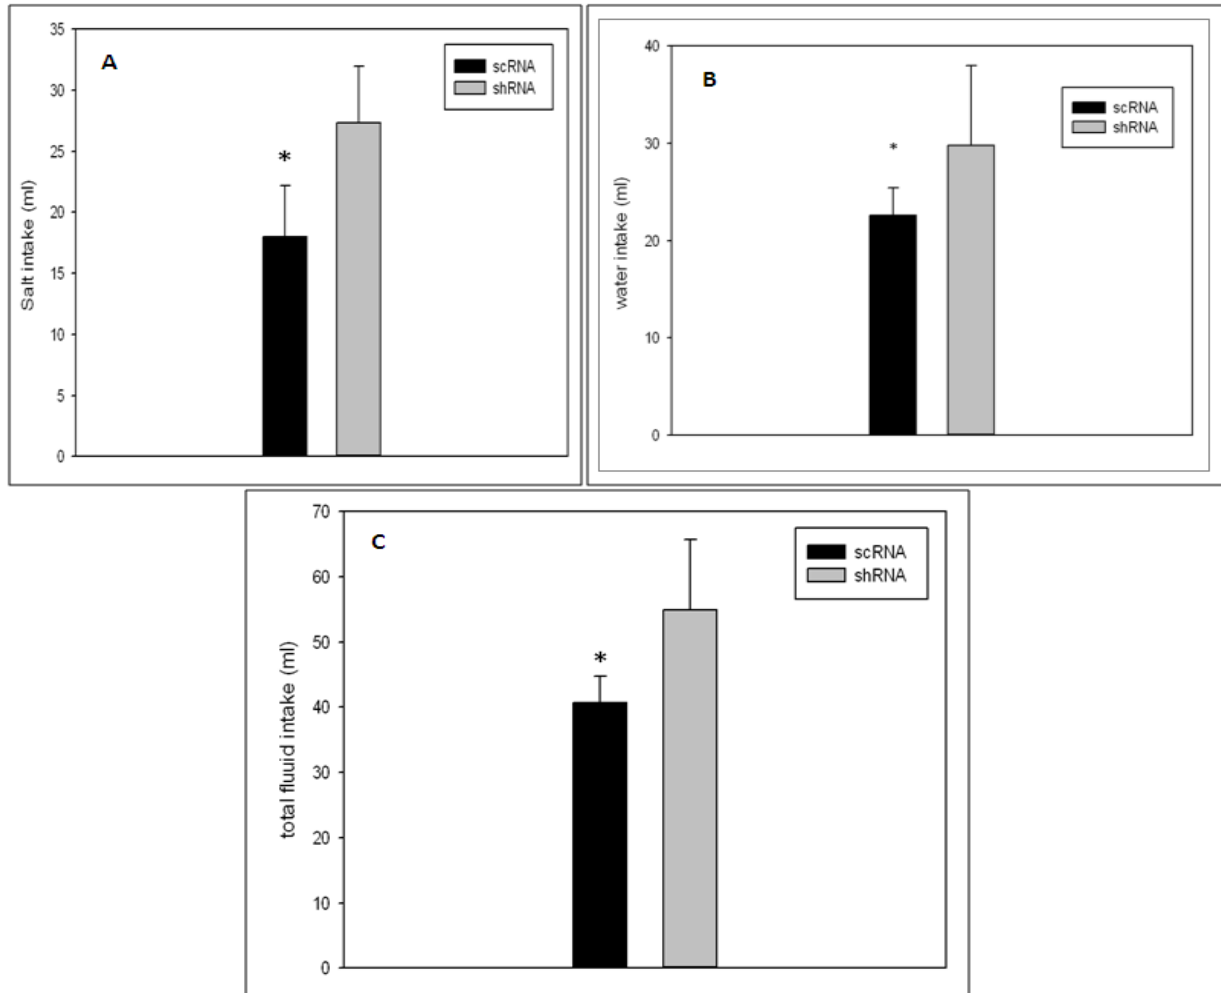 A
scRNA
shRNA
35
30
25
20
15
10
5
0
Salt intake (ml)
*
B
scRNA
shRNA
40
30
20
10
0
water intake (ml)
*
C
scRNA
shRNA
70
60
50
40
30
20
10
0
total fluuid intake (ml)
*